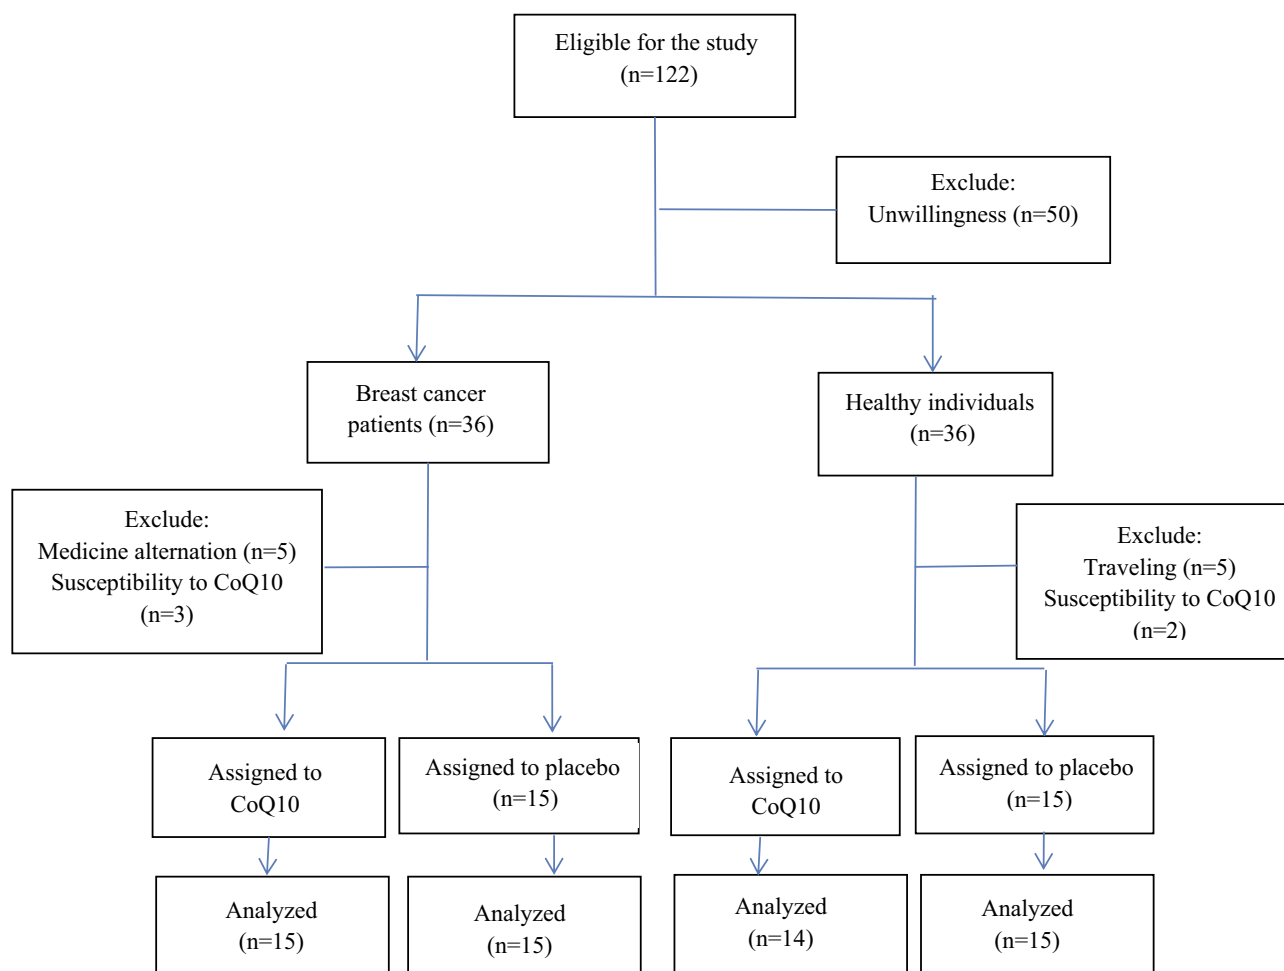 Eligible for the study
(n=122)
Exclude:
Unwillingness (n=50)
Breast cancer
patients (n=36)
Healthy individuals
(n=36)
Exclude:
Medicine alternation (n=5)
Susceptibility to CoQ10
(n=3)
Exclude:
Traveling (n=5)
Susceptibility to CoQ10
(n=2)
Assigned to
CoQ10
Assigned to placebo
(n=15)
Assigned to
CoQ10
Assigned to placebo
(n=15)
Analyzed
(n=15)
Analyzed
(n=15)
Analyzed
(n=14)
Analyzed
(n=15)